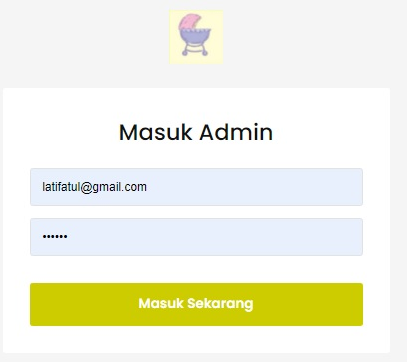 Masuk Admin
latifatul@gmail.com
••••••
Masuk Sekarang